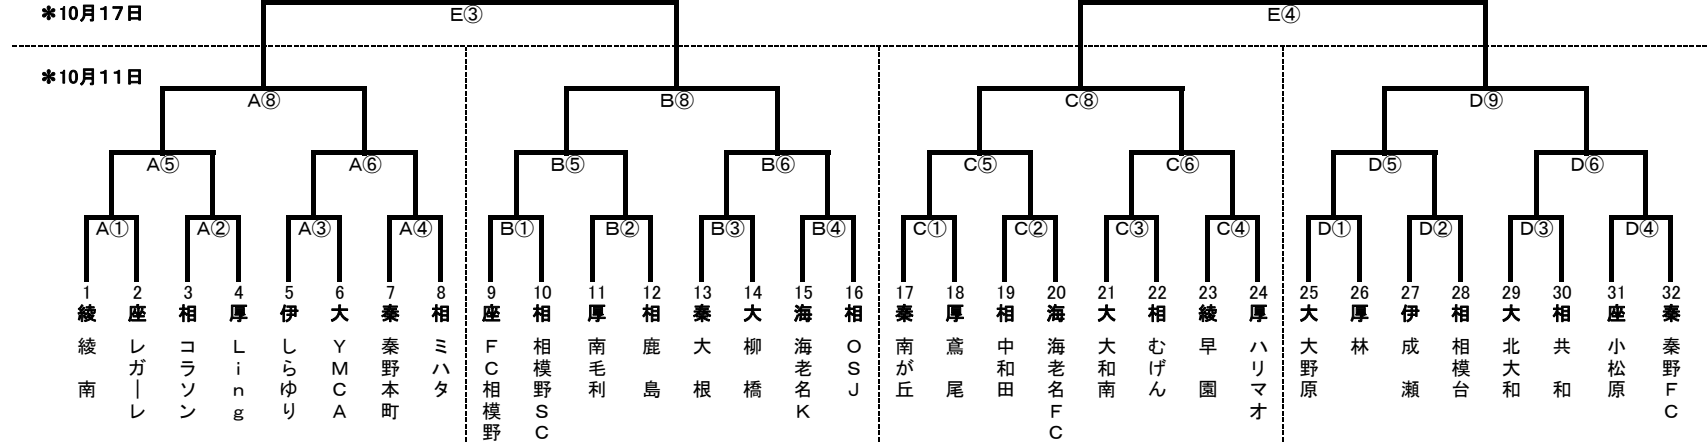 *10月17日
E③ E④
*10月11日
A⑧ B⑧ C⑧ D⑨
A⑤ A⑥ B⑤ B⑥ C⑤ C⑥ D⑤ D⑥
A① A② A③ A④ B① B② B③ B④ C① C② C③ C④ D① D② D③ D④
1 2 3 4 5 6 7 8 9 10 11 12 13 14 15 16 17 18 19 20 21 22 23 24 25 26 27 28 29 30 31 32
綾 座 相 厚 伊 大 秦 相 座 相 厚 相 秦 大 海 相 秦 厚 相 海 大 相 綾 厚 大 厚 伊 相 大 相 座 秦
綾南
レガーレ
コラソン
Ling
しらゆり
YMCA
秦野本町
ミハタ
FC相模野
相模野SC
南毛利
鹿島
大根
柳橋
海老名K
OSJ
南が丘
鳶尾
中和田
海老名FC
大和南
むげん
早園
ハリマオ
大野原
林
成瀬
相模台
北大和
共和
小松原
秦野FC